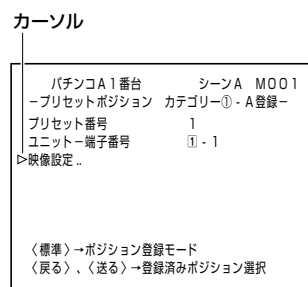 カーソル
パチンコA1番台 シーンA M001
－プリセットポジション カテゴリー① - A登録－
プリセット番号 1
ユニット－端子番号 1 - 1
▷映像設定..
〈標準〉→ポジション登録モード
〈戻る〉、〈送る〉→登録済みポジション選択